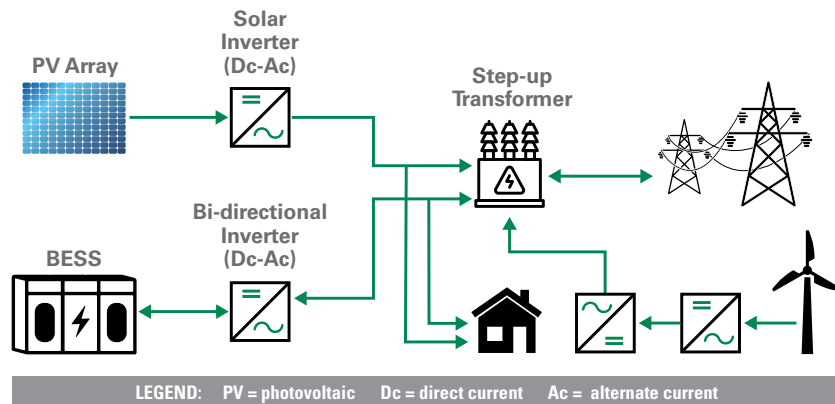 PV Array
Solar
Inverter
(Dc-Ac)
Step-up
Transformer
BESS
Bi-directional
Inverter
(Dc-Ac)
LEGEND: PV = photovoltaic Dc = direct current Ac = alternate current